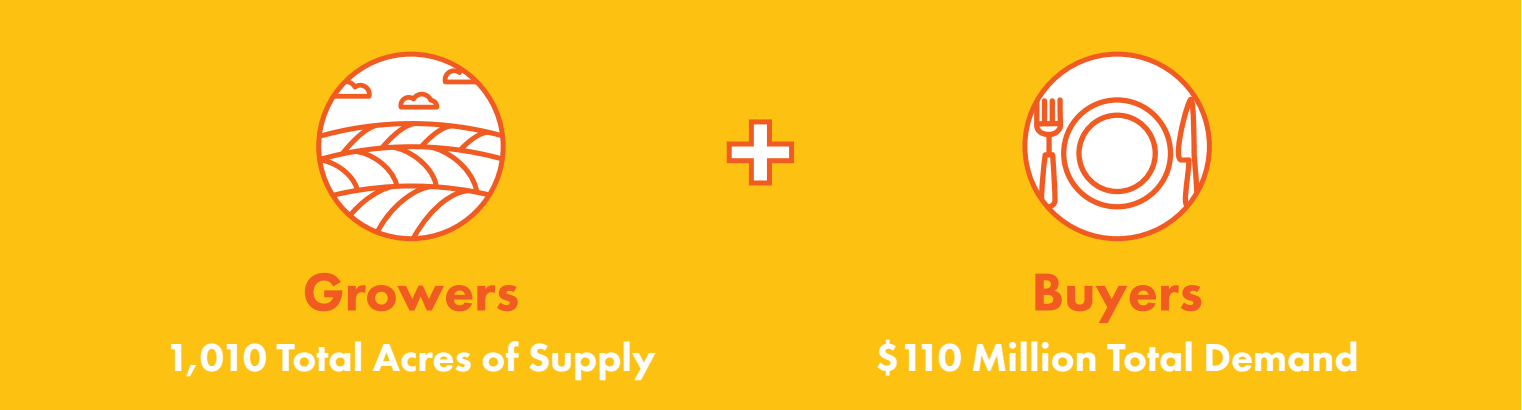 Growers
1,010 Total Acres of Supply
Buyers
$110 Million Total Demand